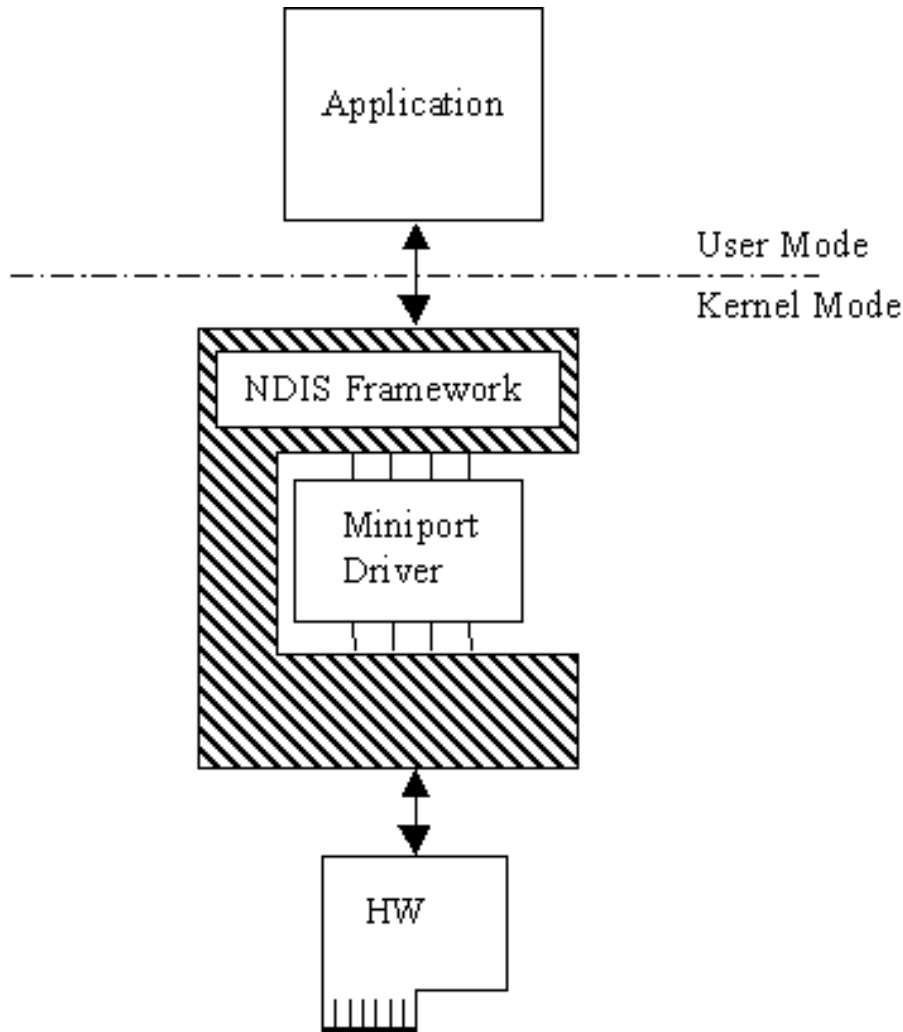 Application
User Mode
Kernel Mode
NDIS Framework
Miniport
Driver
HW